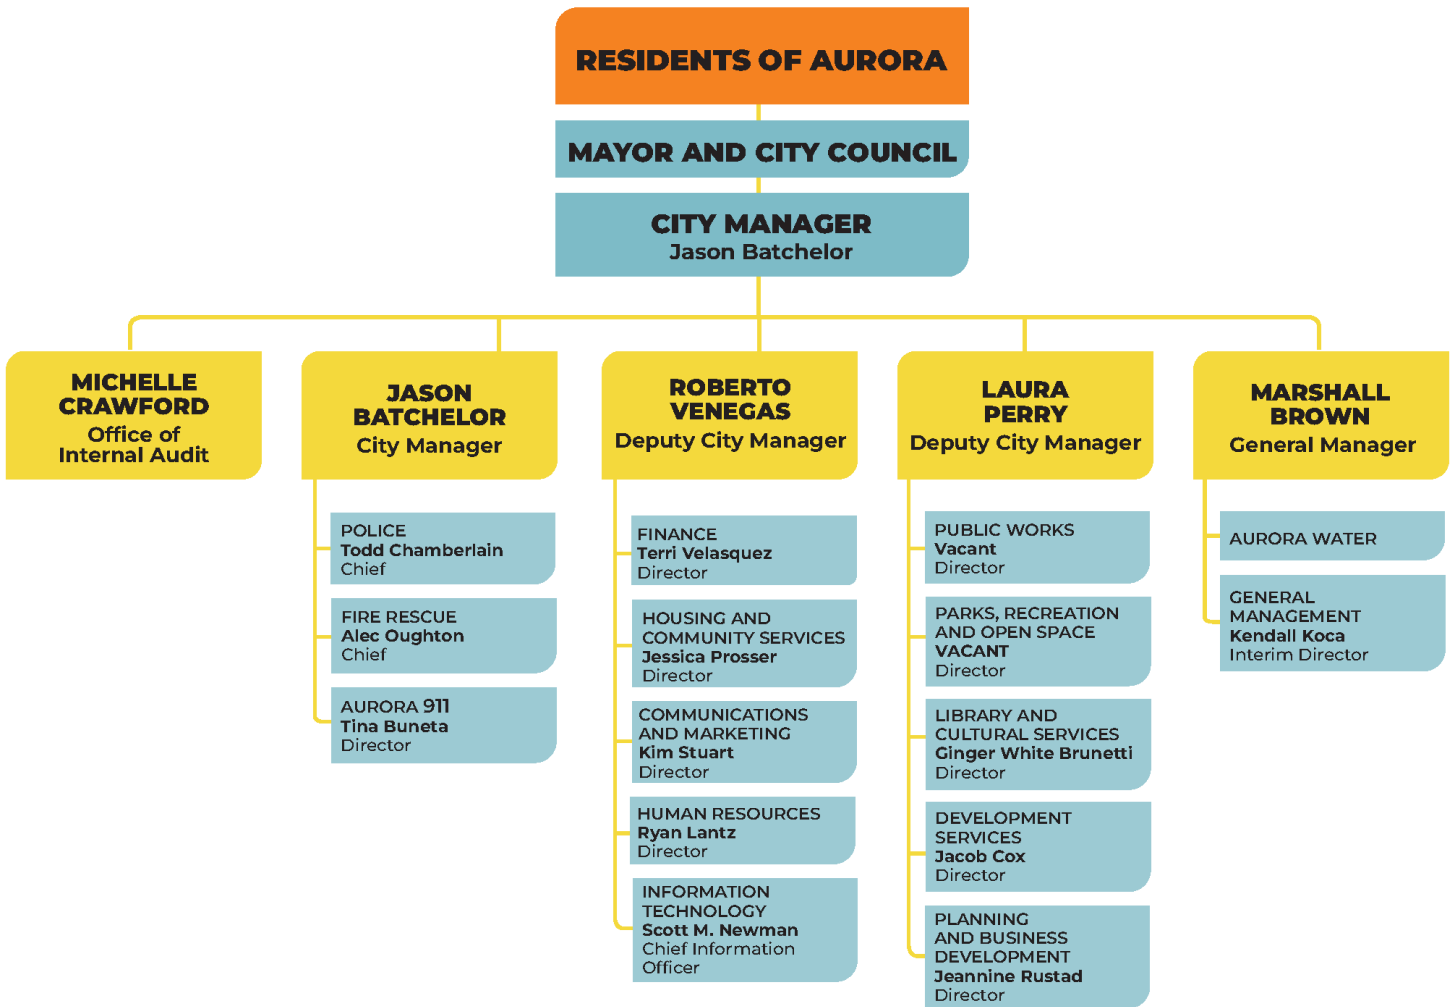 RESIDENTS OF AURORA
MAYOR AND CITY COUNCIL
CITY MANAGER
Jason Batchelor
MICHELLE
CRAWFORD
Office of
Internal Audit
JASON
BATCHELOR
City Manager
POLICE
Todd Chamberlain
Chief
FIRE RESCUE
Alec Oughton
Chief
AURORA 911
Tina Buneta
Director
ROBERTO
VENEGAS
Deputy City Manager
FINANCE
Terri Velasquez
Director
HOUSING AND
COMMUNITY SERVICES
Jessica Prosser
Director
COMMUNICATIONS
AND MARKETING
Kim Stuart
Director
HUMAN RESOURCES
Ryan Lantz
Director
INFORMATION
TECHNOLOGY
Scott M. Newman
Chief Information
Officer
LAURA
PERRY
Deputy City Manager
PUBLIC WORKS
Vacant
Director
PARKS, RECREATION
AND OPEN SPACE
VACANT
Director
LIBRARY AND
CULTURAL SERVICES
Ginger White Brunetti
Director
DEVELOPMENT
SERVICES
Jacob Cox
Director
PLANNING
AND BUSINESS
DEVELOPMENT
Jeannine Rustad
Director
MARSHALL
BROWN
General Manager
AURORA WATER
GENERAL
MANAGEMENT
Kendall Koca
Interim Director